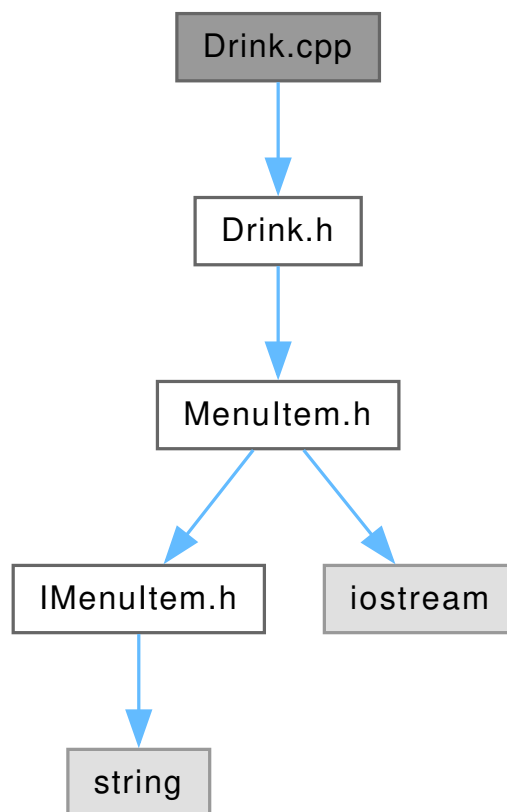 Drink.cpp
Drink.h
MenuItem.h
IMenuItem.h
iostream
string